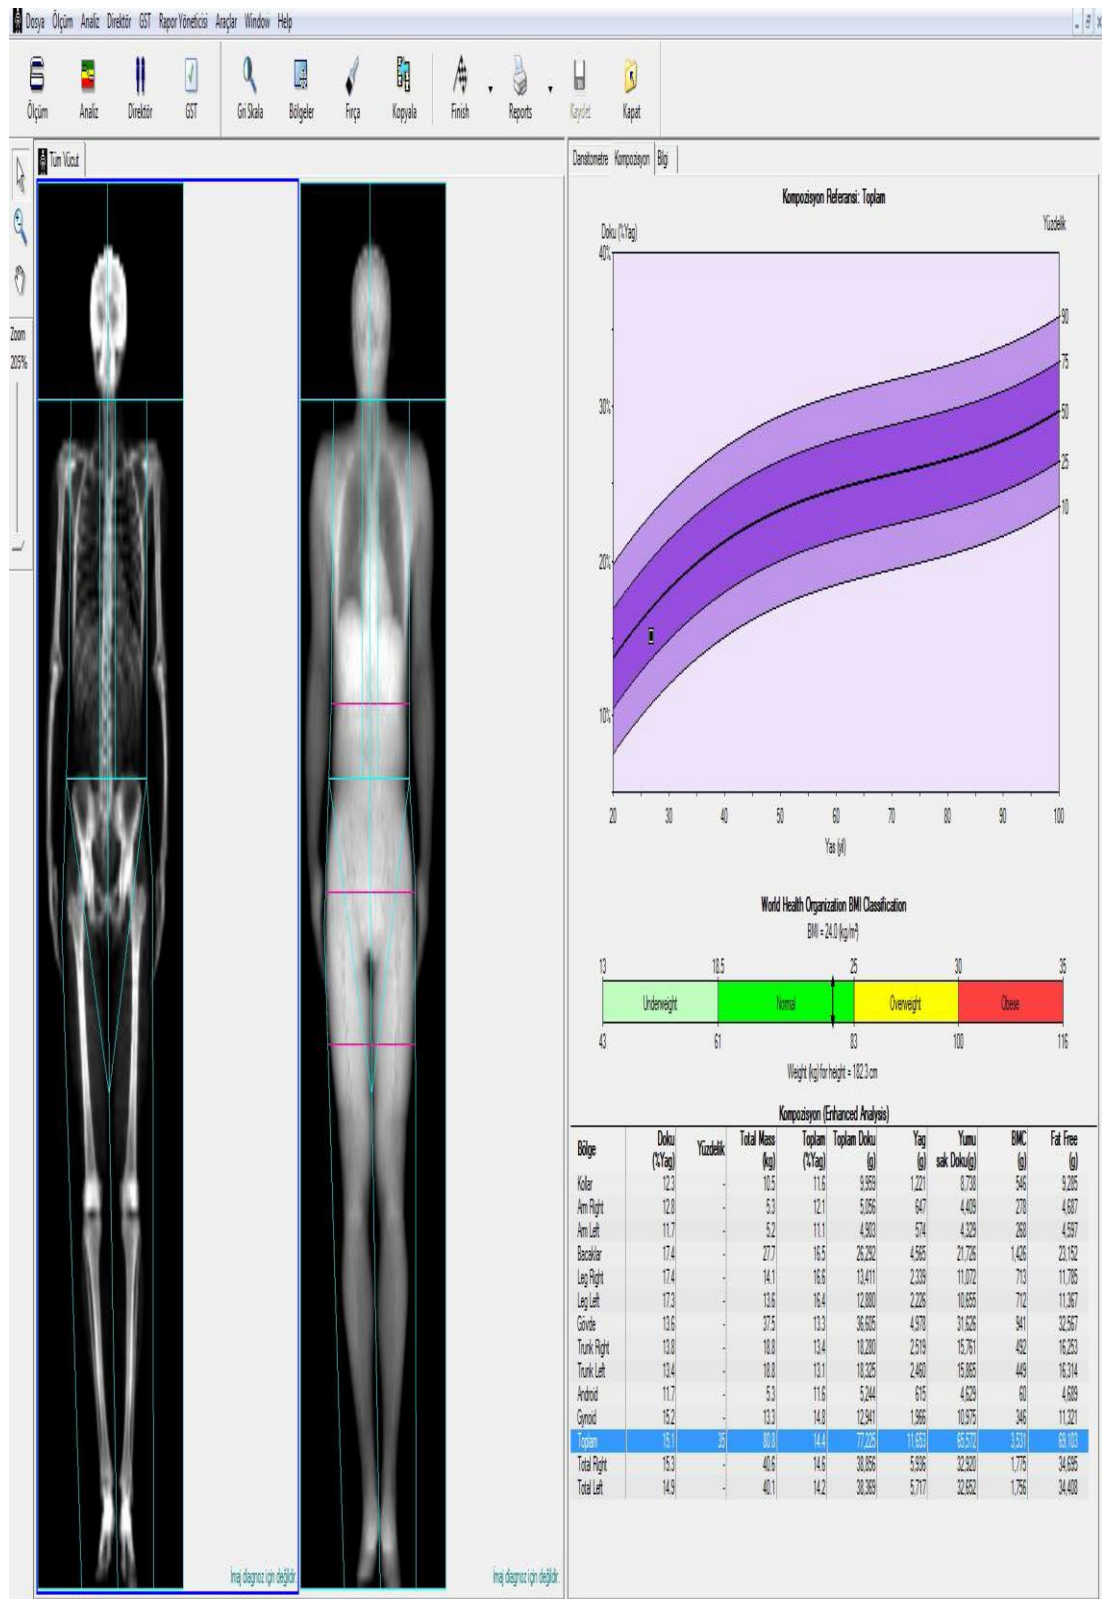 Dosya Ölçüm Analiz Direktör GST Rapor Yöneticisi Araçlar Window Help
Ölçüm Analiz Direktör GST Gri Skala Bölgeler Fırça Kopyala Finish Reports Kaydet Kapat
Tüm Vücut
Zoom
205%
İmaj diagnoz için değildir
İmaj diagnoz için değildir
Dansitometre Kompozisyon Bilgi
Kompozisyon Referansi: Toplam
Doku (%Yag) Yüzdelik
40%
30%
20%
10%
90
75
50
25
10
20 30 40 50 60 70 80 90 100
Yas (yil)
World Health Organization BMI Classification
BMI = 24.0 (kg/m²)
13 18.5 25 30 35
Underweight Normal Overweight Obese
43 61 83 100 116
Weight (kg) for height = 182.3 cm
Kompozisyon (Enhanced Analysis)
Bölge Doku (%Yag) Yüzdelik Total Mass (kg) Toplam (%Yag) Toplam Doku (g) Yag (g) Yumu sak Doku(g) BMC (g) Fat Free (g)
Kollar 12.3 - 10.5 11.6 9,959 1,221 8,738 546 9,285
Arm Right 12.8 - 5.3 12.1 5,056 647 4,409 278 4,687
Arm Left 11.7 - 5.2 11.1 4,903 574 4,329 268 4,597
Bacaklar 17.4 - 27.7 16.5 26,292 4,565 21,726 1,426 23,152
Leg Right 17.4 - 14.1 16.6 13,411 2,339 11,072 713 11,785
Leg Left 17.3 - 13.6 16.4 12,880 2,226 10,655 712 11,367
Gövde 13.6 - 37.5 13.3 36,605 4,978 31,626 941 32,567
Trunk Right 13.8 - 18.8 13.4 18,280 2,519 15,761 492 16,253
Trunk Left 13.4 - 18.8 13.1 18,325 2,460 15,865 449 16,314
Android 11.7 - 5.3 11.6 5,244 615 4,629 60 4,689
Gynoid 15.2 - 13.3 14.8 12,941 1,966 10,975 346 11,321
Toplam 15.1 35 80.8 14.4 77,225 11,653 65,572 3,531 69,103
Total Right 15.3 - 40.6 14.6 38,856 5,936 32,920 1,775 34,695
Total Left 14.9 - 40.1 14.2 38,369 5,717 32,652 1,756 34,408